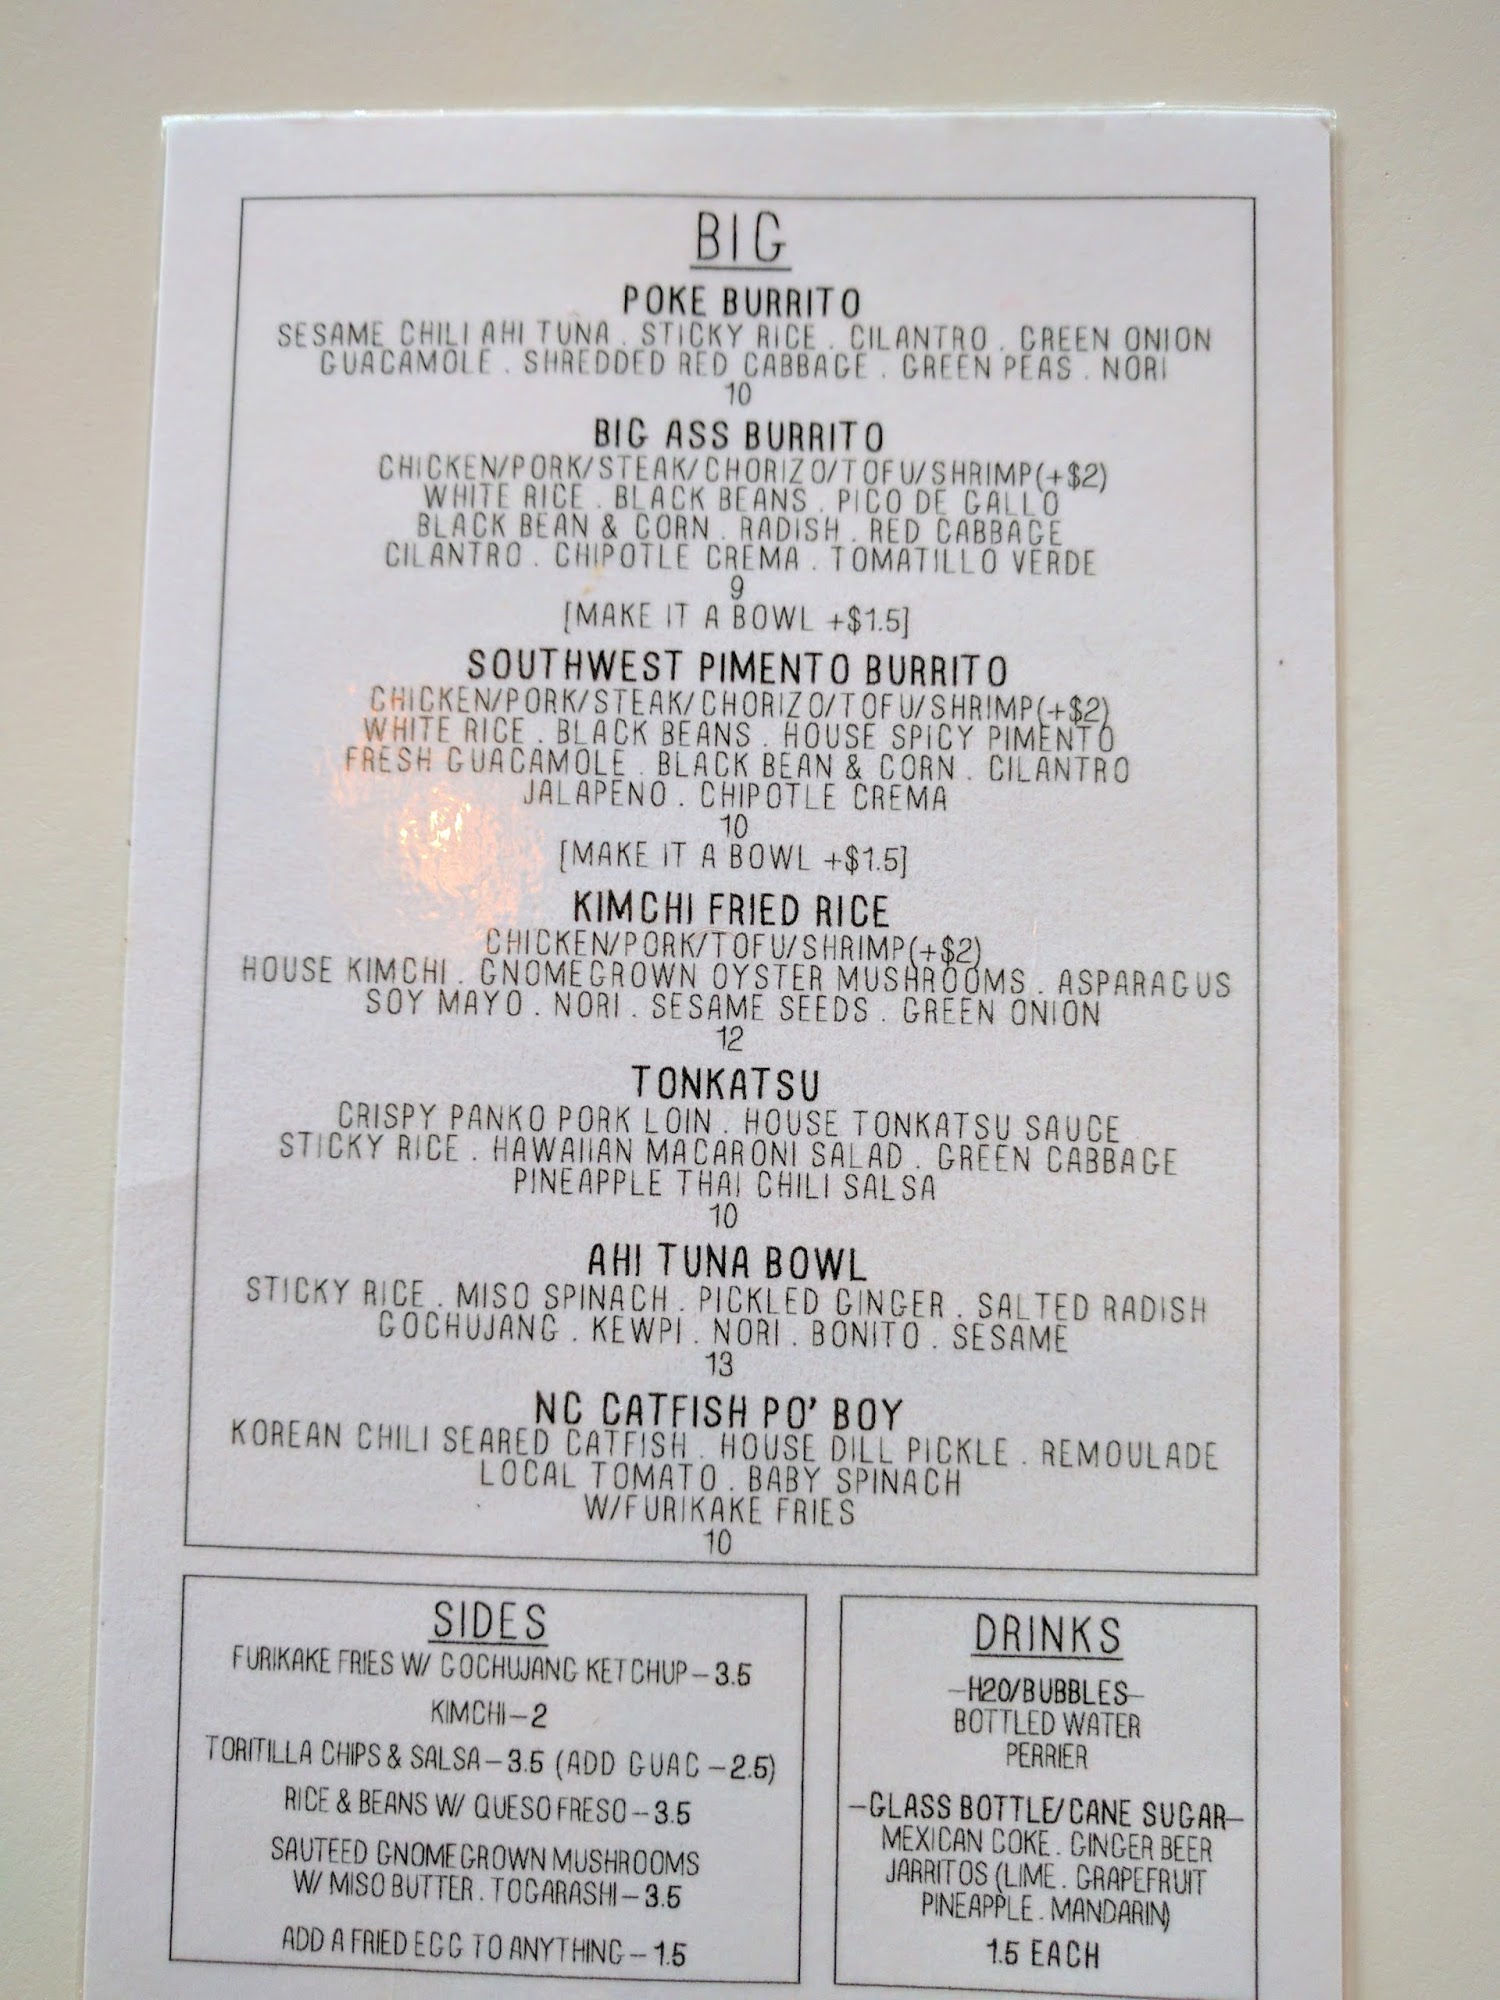 BIG
POKE BURRITO
SESAME CHILI AHI TUNA . STICKY RICE . CILANTRO . GREEN ONION
GUACAMOLE . SHREDDED RED CABBAGE . GREEN PEAS . NORI
10
BIG ASS BURRITO
CHICKEN/PORK/STEAK/CHORIZO/TOFU/SHRIMP(+$2)
WHITE RICE . BLACK BEANS . PICO DE GALLO
BLACK BEAN & CORN . RADISH . RED CABBAGE
CILANTRO . CHIPOTLE CREMA . TOMATILLO VERDE
9
[MAKE IT A BOWL +$1.5]
SOUTHWEST PIMENTO BURRITO
CHICKEN/PORK/STEAK/CHORIZO/TOFU/SHRIMP(+$2)
WHITE RICE . BLACK BEANS . HOUSE SPICY PIMENTO
FRESH GUACAMOLE . BLACK BEAN & CORN . CILANTRO
JALAPENO . CHIPOTLE CREMA
10
[MAKE IT A BOWL +$1.5]
KIMCHI FRIED RICE
CHICKEN/PORK/TOFU/SHRIMP(+$2)
HOUSE KIMCHI . GNOMEGROWN OYSTER MUSHROOMS . ASPARAGUS
SOY MAYO . NORI . SESAME SEEDS . GREEN ONION
12
TONKATSU
CRISPY PANKO PORK LOIN . HOUSE TONKATSU SAUCE
STICKY RICE . HAWAIIAN MACARONI SALAD . GREEN CABBAGE
PINEAPPLE THAI CHILI SALSA
10
AHI TUNA BOWL
STICKY RICE . MISO SPINACH . PICKLED GINGER . SALTED RADISH
GOCHUJANG . KEWPI . NORI . BONITO . SESAME
13
NC CATFISH PO' BOY
KOREAN CHILI SEARED CATFISH . HOUSE DILL PICKLE . REMOULADE
LOCAL TOMATO . BABY SPINACH
W/FURIKAKE FRIES
10
SIDES
FURIKAKE FRIES W/ GOCHUJANG KETCHUP-3.5
KIMCHI-2
TORITILLA CHIPS & SALSA-3.5 (ADD GUAC -2.5)
RICE & BEANS W/ QUESO FRESO-3.5
SAUTEED GNOMEGROWN MUSHROOMS
W/ MISO BUTTER . TOGARASHI-3.5
ADD A FRIED EGG TO ANYTHING-1.5
DRINKS
-H20/BUBBLES-
BOTTLED WATER
PERRIER
-GLASS BOTTLE/CANE SUGAR-
MEXICAN COKE . GINGER BEER
JARRITOS (LIME . GRAPEFRUIT
PINEAPPLE . MANDARIN)
1.5 EACH